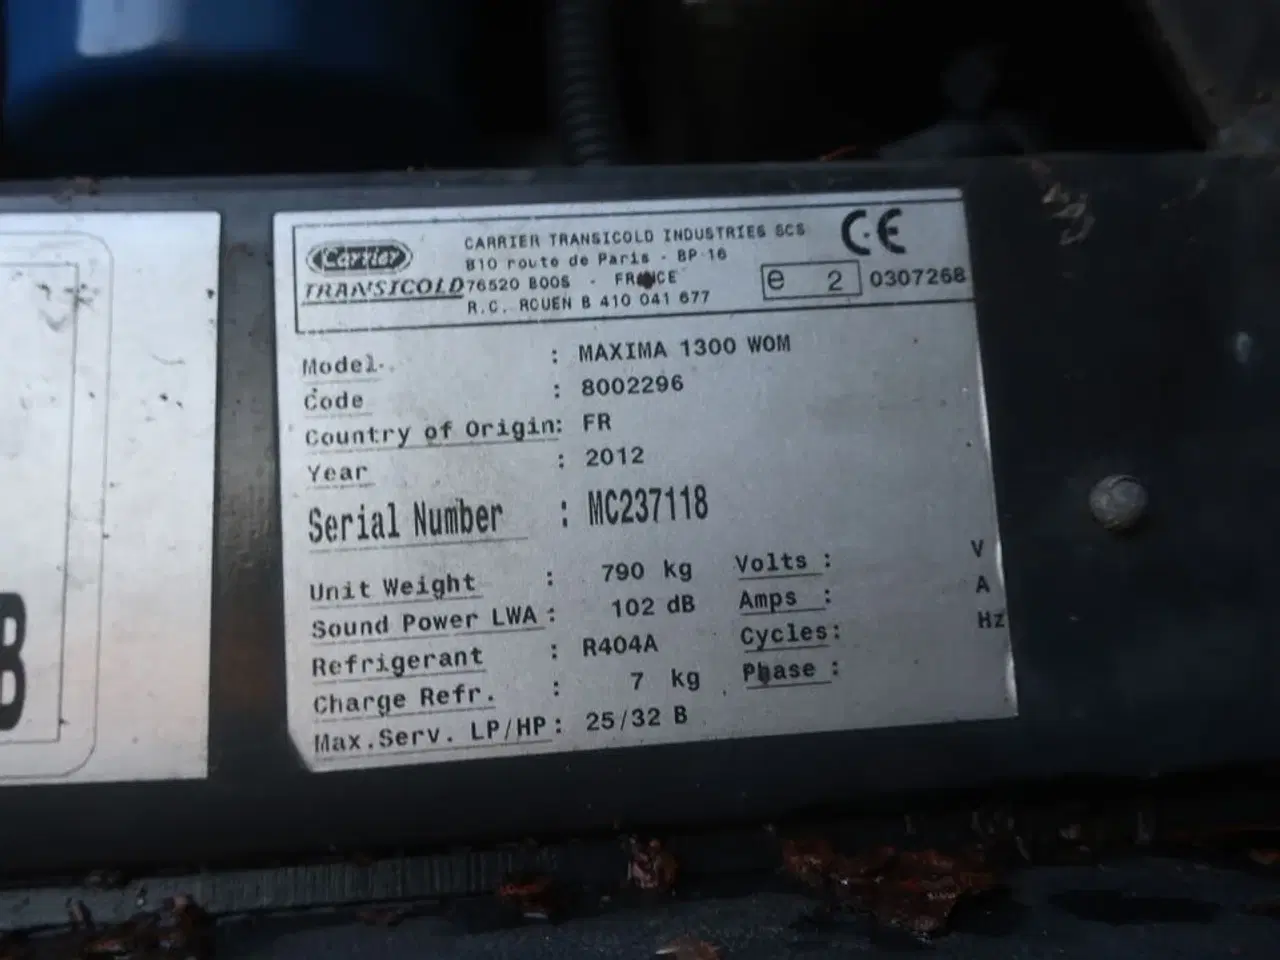 Carrier
TRANSICOLD
CARRIER TRANSICOLD INDUSTRIES SCS
810 route de Paris - BP 16
76520 BOOS - FRANCE
R.C. ROUEN B 410 041 677
CE
e 2 0307268
Model : MAXIMA 1300 WOM
Code : 8002296
Country of Origin: FR
Year : 2012
Serial Number : MC237118
Unit Weight : 790 kg
Sound Power LWA : 102 dB
Refrigerant : R404A
Charge Refr. : 7 kg
Max.Serv. LP/HP : 25/32 B
Volts : V
Amps : A
Cycles: Hz
Phase :
B